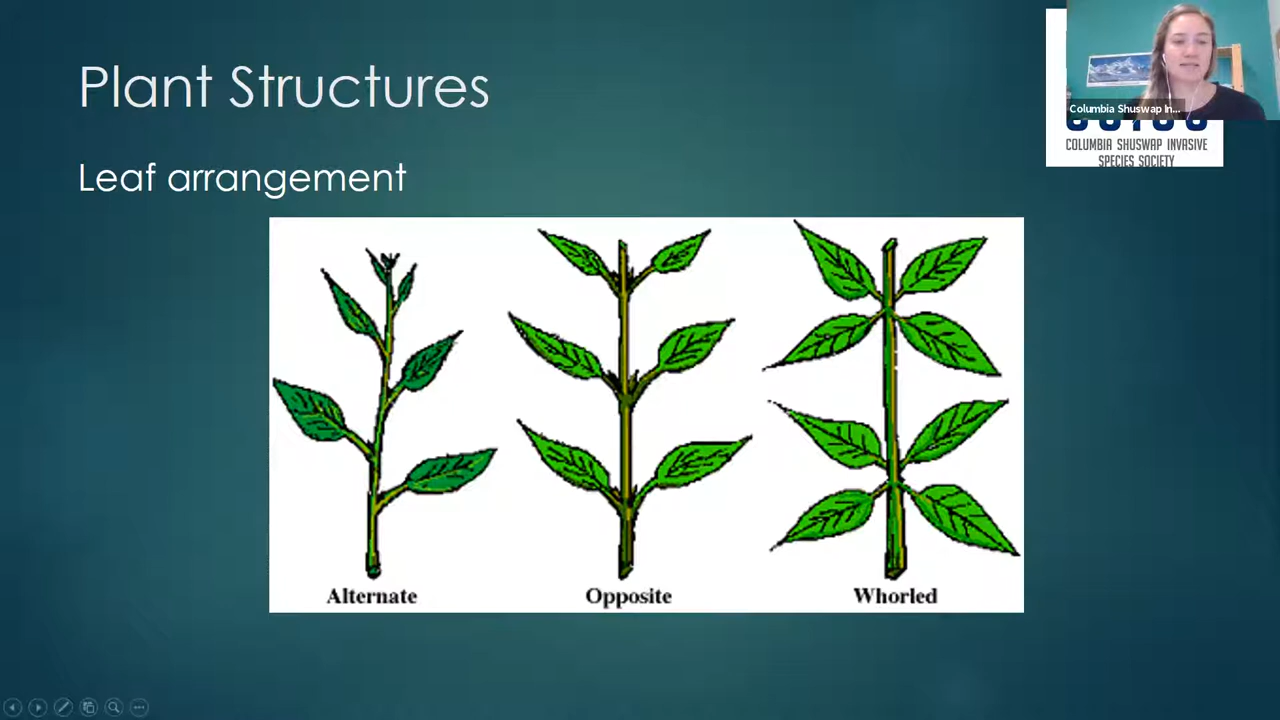 Plant Structures
Leaf arrangement
Columbia Shuswap In...
COLUMBIA SHUSWAP INVASIVE
SPECIES SOCIETY
Alternate
Opposite
Whorled